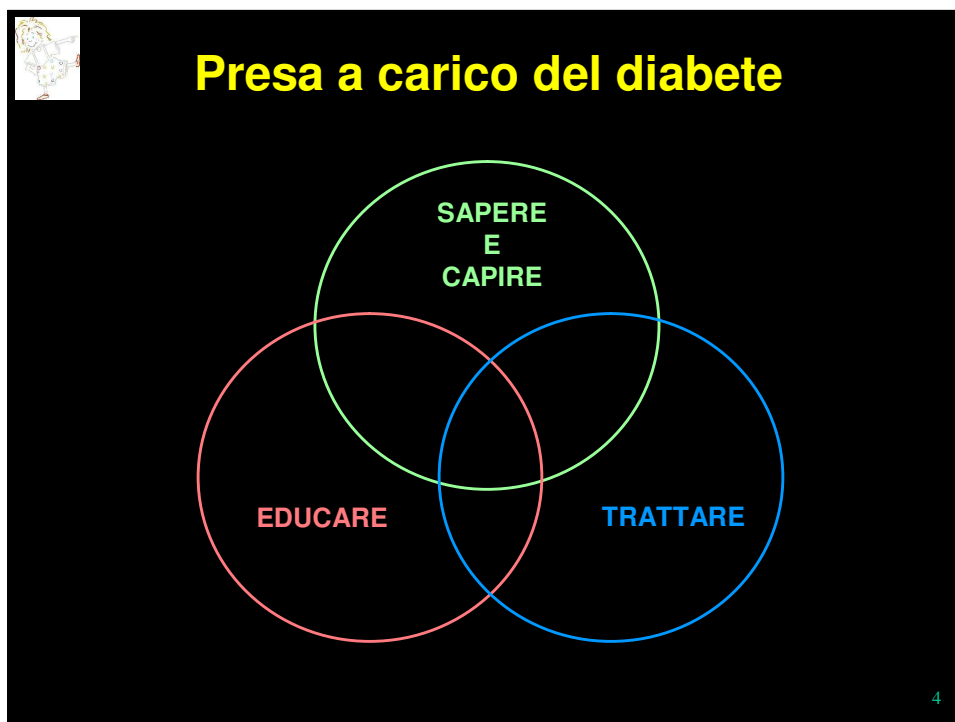 Presa a carico del diabete
SAPERE
E
CAPIRE
EDUCARE
TRATTARE
4